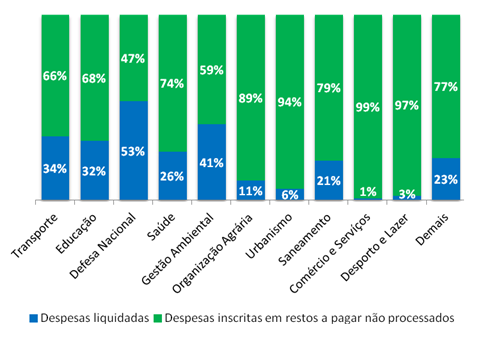 66% 68% 47% 74% 59% 89% 94% 79% 99% 97% 77%
34% 32% 53% 26% 41% 11% 6% 21% 1% 3% 23%
Transporte
Educação
Defesa Nacional
Saúde
Gestão Ambiental
Organização Agrária
Urbanismo
Saneamento
Comércio e Serviços
Desporto e Lazer
Demais
Despesas liquidadas Despesas inscritas em restos a pagar não processados